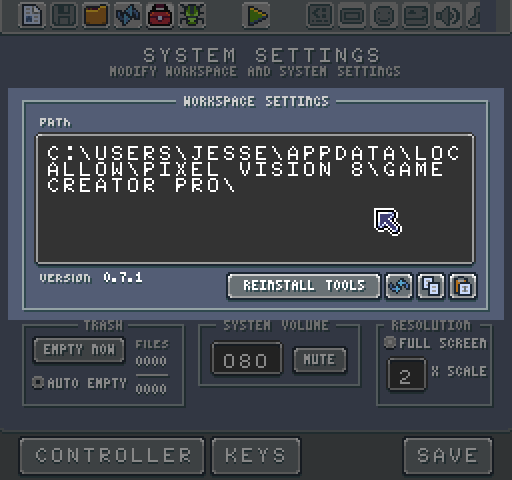 SYSTEM SETTINGS
MODIFY WORKSPACE AND SYSTEM SETTINGS
WORKSPACE SETTINGS
PATH
C:\USERS\JESSE\APPDATA\LOC
ALLOW\PIXEL VISION 8\GAME
CREATOR PRO\
VERSION 0.7.1
REINSTALL TOOLS
TRASH
SYSTEM VOLUME
RESOLUTION
EMPTY NOW
FILES
0000
AUTO EMPTY
0000
080
MUTE
FULL SCREEN
2 X SCALE
CONTROLLER
KEYS
SAVE